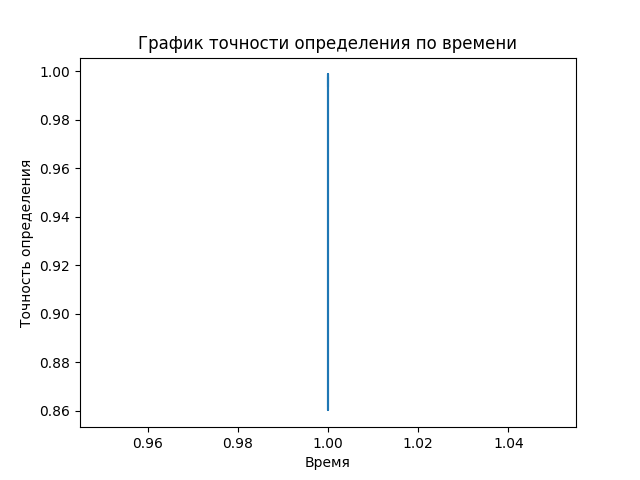 График точности определения по времени
1.00
0.98
0.96
0.94
0.92
0.90
0.88
0.86
Точность определения
0.96 0.98 1.00 1.02 1.04
Время